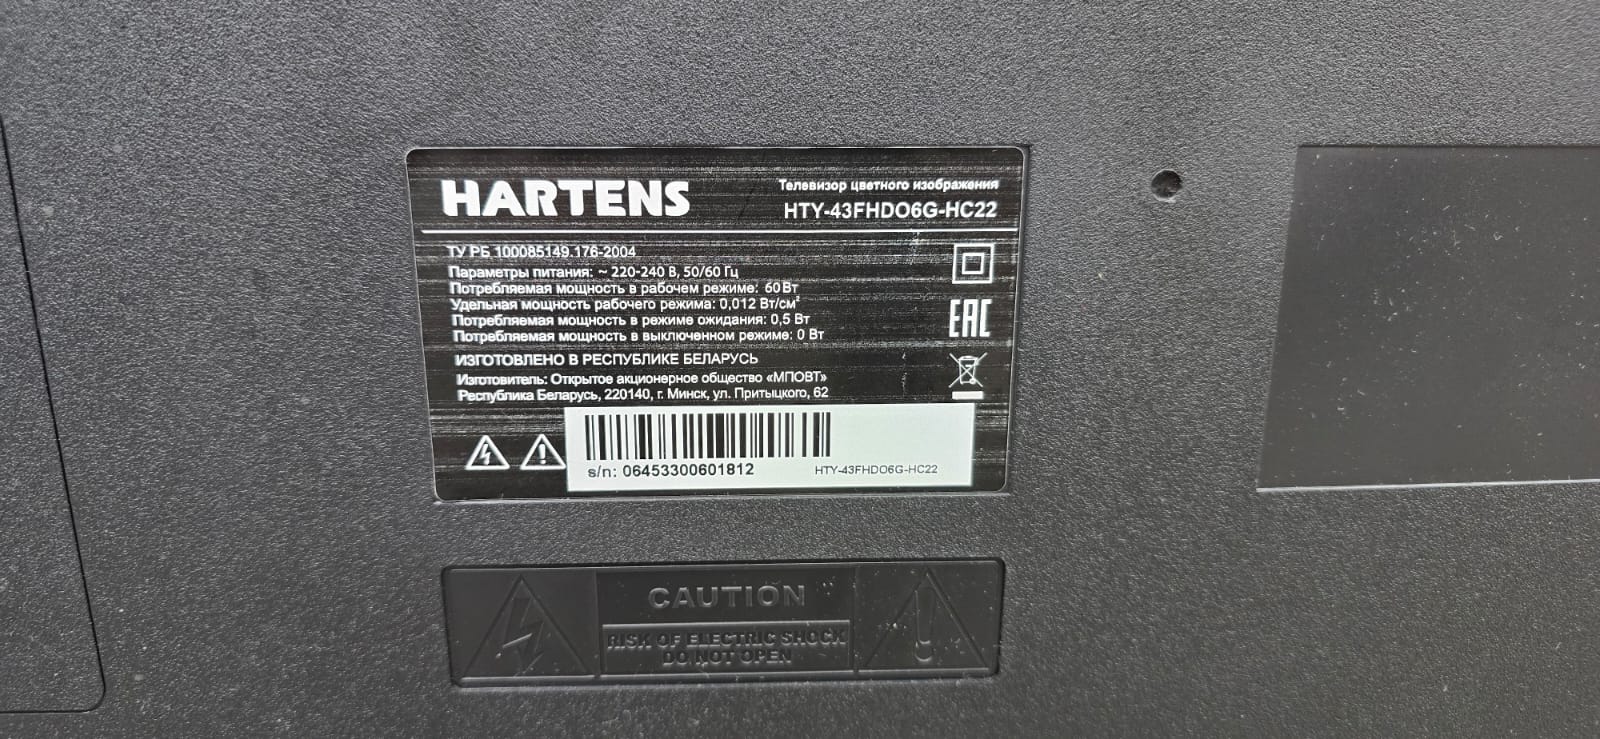 HARTENS
Телевизор цветного изображения
HTY-43FHDO6G-HC22
ТУ РБ 100085149.176-2004
Параметры питания: ~ 220-240 В, 50/60 Гц
Потребляемая мощность в рабочем режиме: 60 Вт
Удельная мощность рабочего режима: 0,012 Вт/см²
Потребляемая мощность в режиме ожидания: 0,5 Вт
Потребляемая мощность в выключенном режиме: 0 Вт
ИЗГОТОВЛЕНО В РЕСПУБЛИКЕ БЕЛАРУСЬ
Изготовитель: Открытое акционерное общество «МПОВТ»
Республика Беларусь, 220140, г. Минск, ул. Притыцкого, 62
EAC
s/n: 06453300601812
HTY-43FHDO6G-HC22
CAUTION
RISK OF ELECTRIC SHOCK
DO NOT OPEN